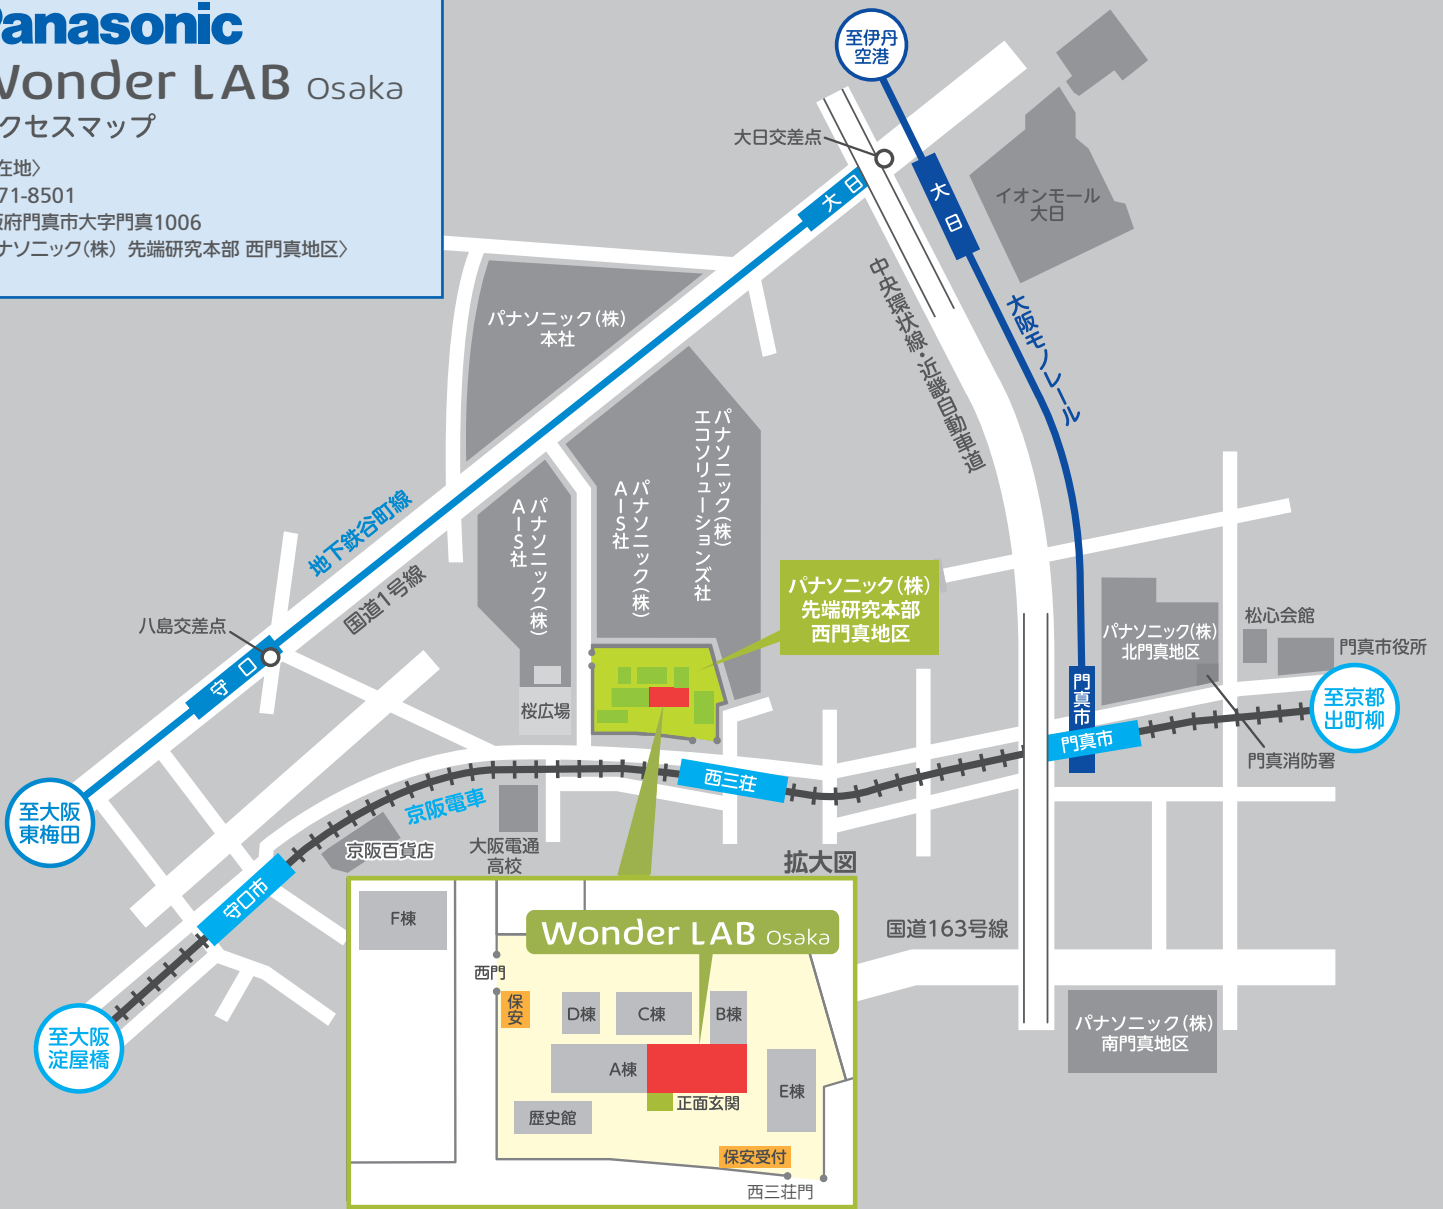 Panasonic
Wonder LAB Osaka
クセスマップ
在地〉
71-8501
府門真市大字門真1006
ナソニック(株) 先端研究本部 西門真地区〉
至伊丹
空港
大日交差点
大日
大日
イオンモール
大日
中央環状線・近畿自動車道
大阪モノレール
パナソニック(株)
本社
パナソニック(株)
エコソリューションズ社
パナソニック(株)
AIS社
パナソニック(株)
AIS社
地下鉄谷町線
国道1号線
八島交差点
守口
桜広場
パナソニック(株)
先端研究本部
西門真地区
パナソニック(株)
北門真地区
松心会館
門真市役所
至京都
出町柳
門真市
門真市
門真消防署
西三荘
至大阪
東梅田
京阪電車
京阪百貨店
大阪電通
高校
守口市
至大阪
淀屋橋
拡大図
国道163号線
パナソニック(株)
南門真地区
F棟
Wonder LAB Osaka
西門
保安
D棟
C棟
B棟
A棟
E棟
正面玄関
歴史館
保安受付
西三荘門